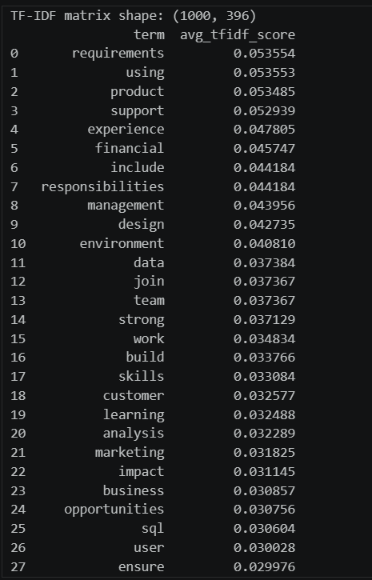 TF-IDF matrix shape: (1000, 396)
term avg_tfidf_score
0 requirements 0.053554
1 using 0.053553
2 product 0.053485
3 support 0.052939
4 experience 0.047805
5 financial 0.045747
6 include 0.044184
7 responsibilities 0.044184
8 management 0.043956
9 design 0.042735
10 environment 0.040810
11 data 0.037384
12 join 0.037367
13 team 0.037367
14 strong 0.037129
15 work 0.034834
16 build 0.033766
17 skills 0.033084
18 customer 0.032577
19 learning 0.032488
20 analysis 0.032289
21 marketing 0.031825
22 impact 0.031145
23 business 0.030857
24 opportunities 0.030756
25 sql 0.030604
26 user 0.030028
27 ensure 0.029976